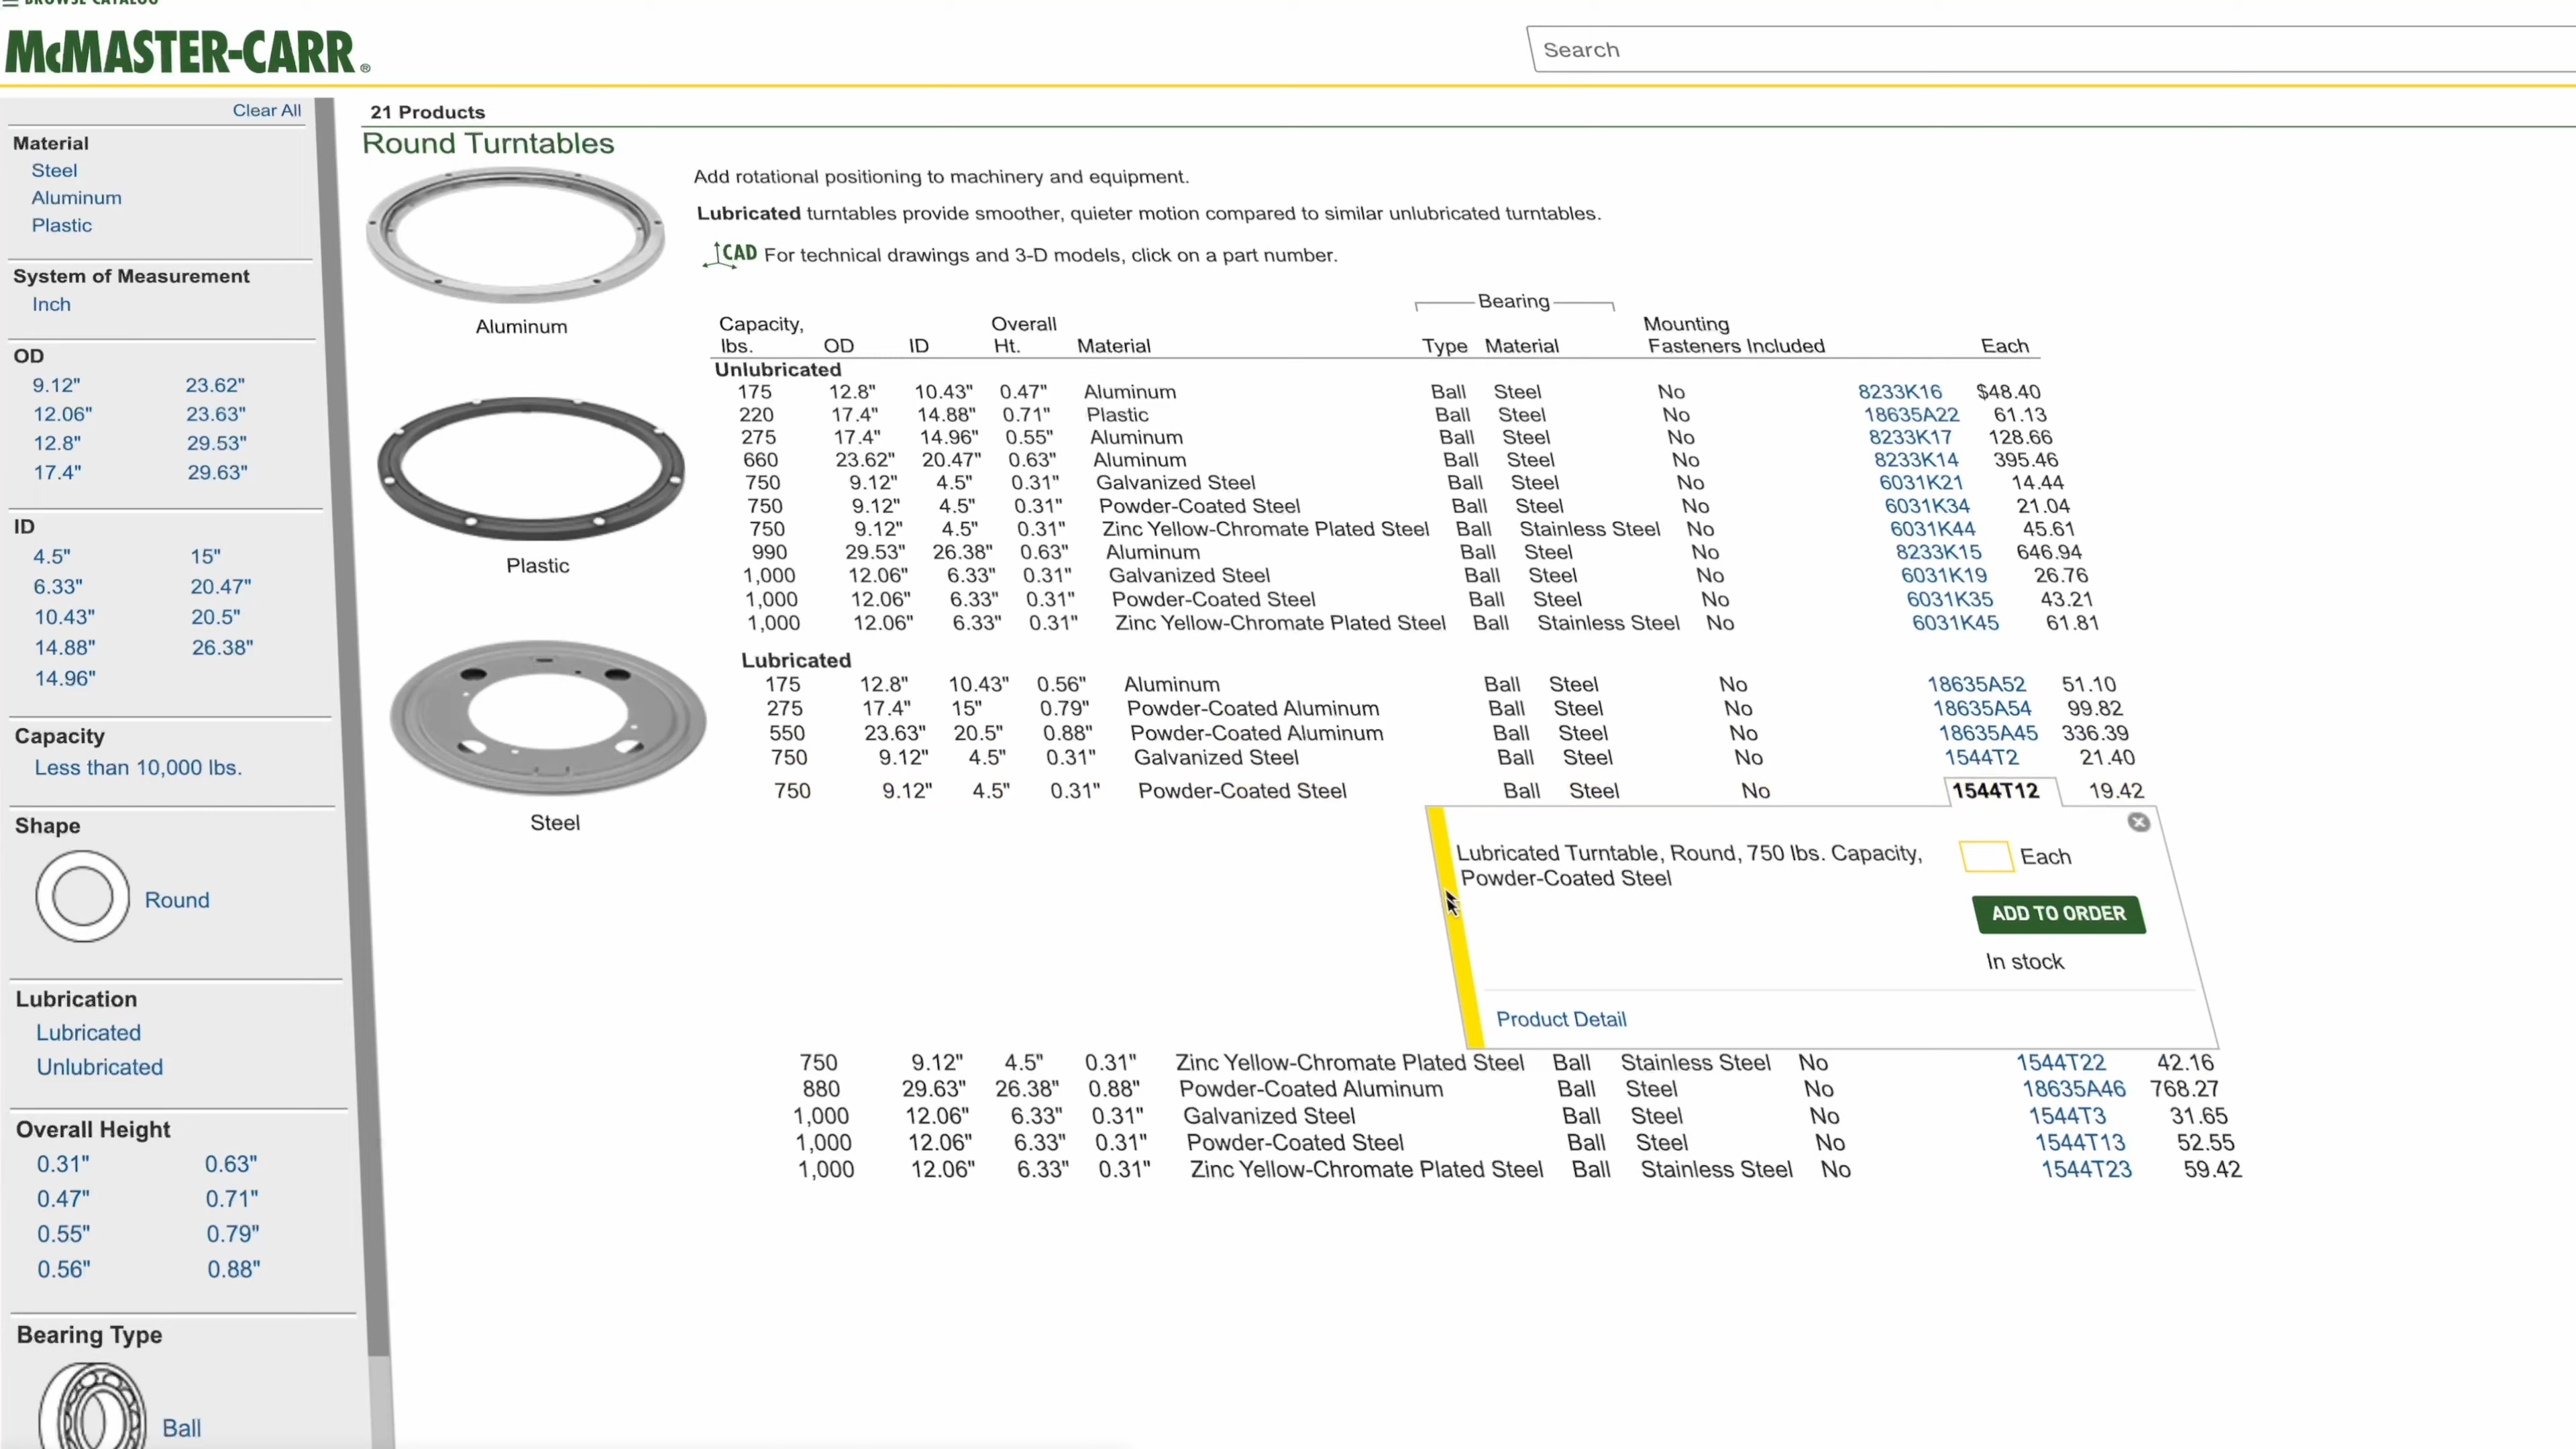 BROWSE CATALOG
McMASTER-CARR®
Search
Clear All
Material
Steel
Aluminum
Plastic
System of Measurement
Inch
OD
9.12" 23.62"
12.06" 23.63"
12.8" 29.53"
17.4" 29.63"
ID
4.5" 15"
6.33" 20.47"
10.43" 20.5"
14.88" 26.38"
14.96"
Capacity
Less than 10,000 lbs.
Shape
Round
Lubrication
Lubricated
Unlubricated
Overall Height
0.31" 0.63"
0.47" 0.71"
0.55" 0.79"
0.56" 0.88"
Bearing Type
Ball
21 Products
Round Turntables
Aluminum
Plastic
Steel
Add rotational positioning to machinery and equipment.
Lubricated turntables provide smoother, quieter motion compared to similar unlubricated turntables.
CAD For technical drawings and 3-D models, click on a part number.
Bearing
Capacity, Overall Mounting
lbs. OD ID Ht. Material Type Material Fasteners Included Each
Unlubricated
175 12.8" 10.43" 0.47" Aluminum Ball Steel No 8233K16 $48.40
220 17.4" 14.88" 0.71" Plastic Ball Steel No 18635A22 61.13
275 17.4" 14.96" 0.55" Aluminum Ball Steel No 8233K17 128.66
660 23.62" 20.47" 0.63" Aluminum Ball Steel No 8233K14 395.46
750 9.12" 4.5" 0.31" Galvanized Steel Ball Steel No 6031K21 14.44
750 9.12" 4.5" 0.31" Powder-Coated Steel Ball Steel No 6031K34 21.04
750 9.12" 4.5" 0.31" Zinc Yellow-Chromate Plated Steel Ball Stainless Steel No 6031K44 45.61
990 29.53" 26.38" 0.63" Aluminum Ball Steel No 8233K15 646.94
1,000 12.06" 6.33" 0.31" Galvanized Steel Ball Steel No 6031K19 26.76
1,000 12.06" 6.33" 0.31" Powder-Coated Steel Ball Steel No 6031K35 43.21
1,000 12.06" 6.33" 0.31" Zinc Yellow-Chromate Plated Steel Ball Stainless Steel No 6031K45 61.81
Lubricated
175 12.8" 10.43" 0.56" Aluminum Ball Steel No 18635A52 51.10
275 17.4" 15" 0.79" Powder-Coated Aluminum Ball Steel No 18635A54 99.82
550 23.63" 20.5" 0.88" Powder-Coated Aluminum Ball Steel No 18635A45 336.39
750 9.12" 4.5" 0.31" Galvanized Steel Ball Steel No 1544T2 21.40
750 9.12" 4.5" 0.31" Powder-Coated Steel Ball Steel No 1544T12 19.42
Lubricated Turntable, Round, 750 lbs. Capacity,
Powder-Coated Steel
Each
ADD TO ORDER
In stock
Product Detail
750 9.12" 4.5" 0.31" Zinc Yellow-Chromate Plated Steel Ball Stainless Steel No 1544T22 42.16
880 29.63" 26.38" 0.88" Powder-Coated Aluminum Ball Steel No 18635A46 768.27
1,000 12.06" 6.33" 0.31" Galvanized Steel Ball Steel No 1544T3 31.65
1,000 12.06" 6.33" 0.31" Powder-Coated Steel Ball Steel No 1544T13 52.55
1,000 12.06" 6.33" 0.31" Zinc Yellow-Chromate Plated Steel Ball Stainless Steel No 1544T23 59.42